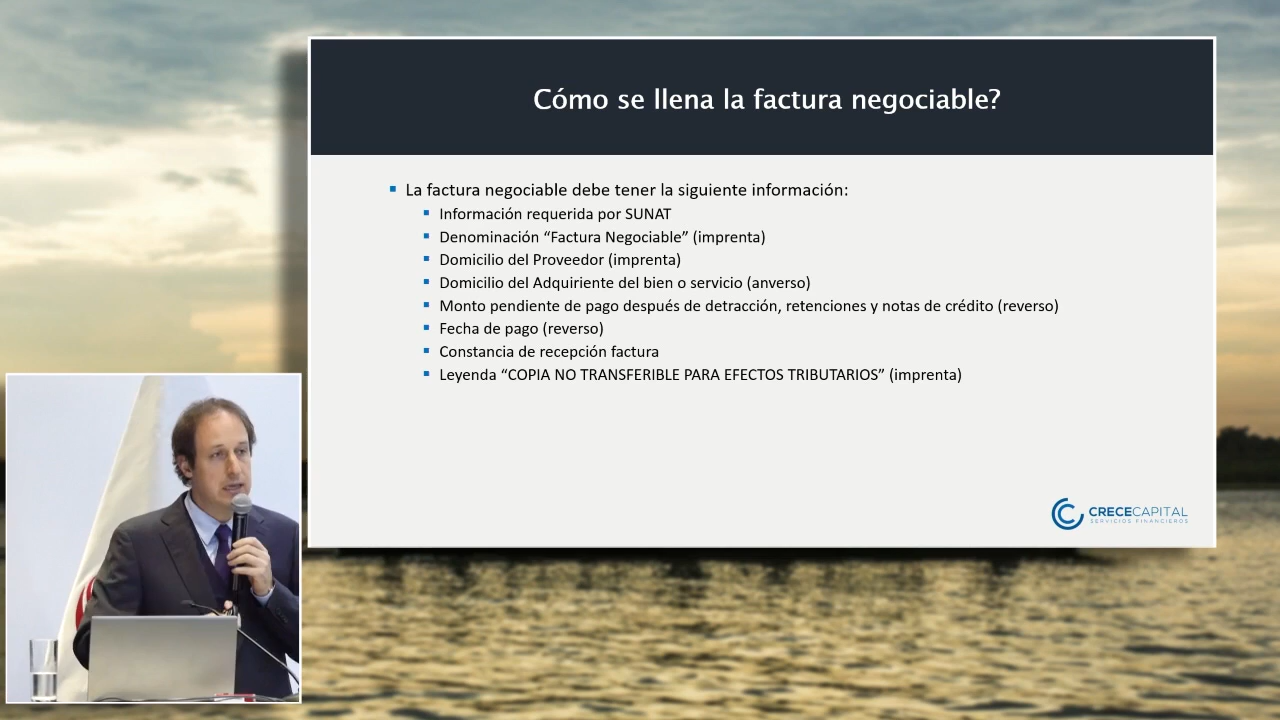 Cómo se llena la factura negociable?
La factura negociable debe tener la siguiente información:
Información requerida por SUNAT
Denominación “Factura Negociable” (imprenta)
Domicilio del Proveedor (imprenta)
Domicilio del Adquiriente del bien o servicio (anverso)
Monto pendiente de pago después de detracción, retenciones y notas de crédito (reverso)
Fecha de pago (reverso)
Constancia de recepción factura
Leyenda “COPIA NO TRANSFERIBLE PARA EFECTOS TRIBUTARIOS” (imprenta)
CRECECAPITAL
SERVICIOS FINANCIEROS